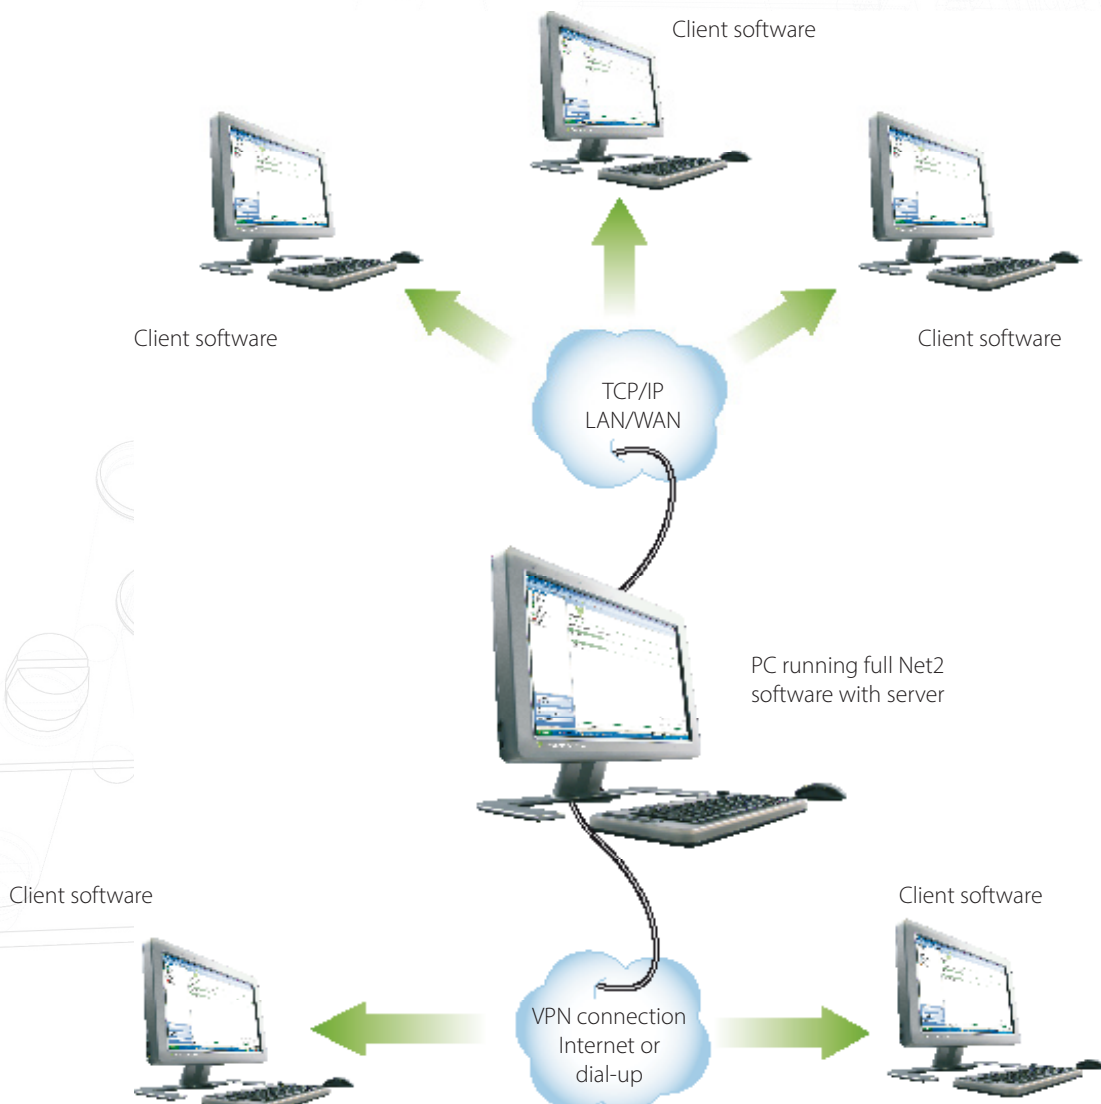 Client software
Client software
Client software
TCP/IP
LAN/WAN
PC running full Net2
software with server
Client software
Client software
VPN connection
Internet or
dial-up